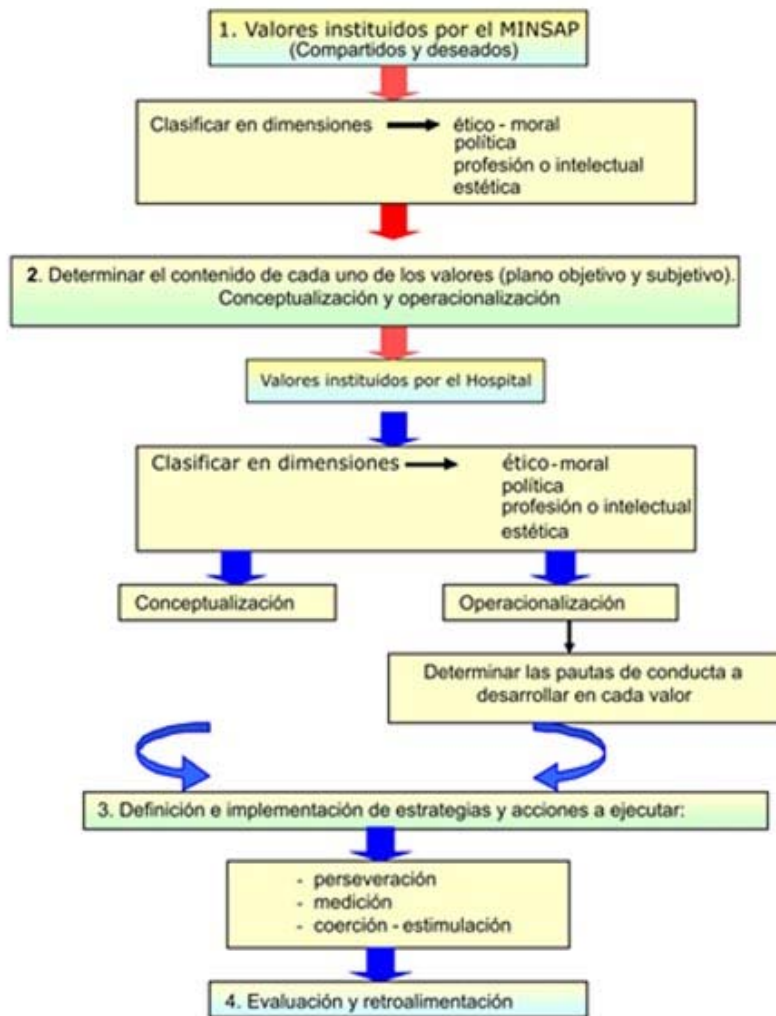 1. Valores instituidos por el MINSAP
(Compartidos y deseados)
Clasificar en dimensiones
ético - moral
política
profesión o intelectual
estética
2. Determinar el contenido de cada uno de los valores (plano objetivo y subjetivo).
Conceptualización y operacionalización
Valores instituídos por el Hospital
Clasificar en dimensiones
ético - moral
política
profesión o intelectual
estética
Conceptualización
Operacionalización
Determinar las pautas de conducta a
desarrollar en cada valor
3. Definición e implementación de estrategias y acciones a ejecutar:
- perseveración
- medición
- coerción - estimulación
4. Evaluación y retroalimentación